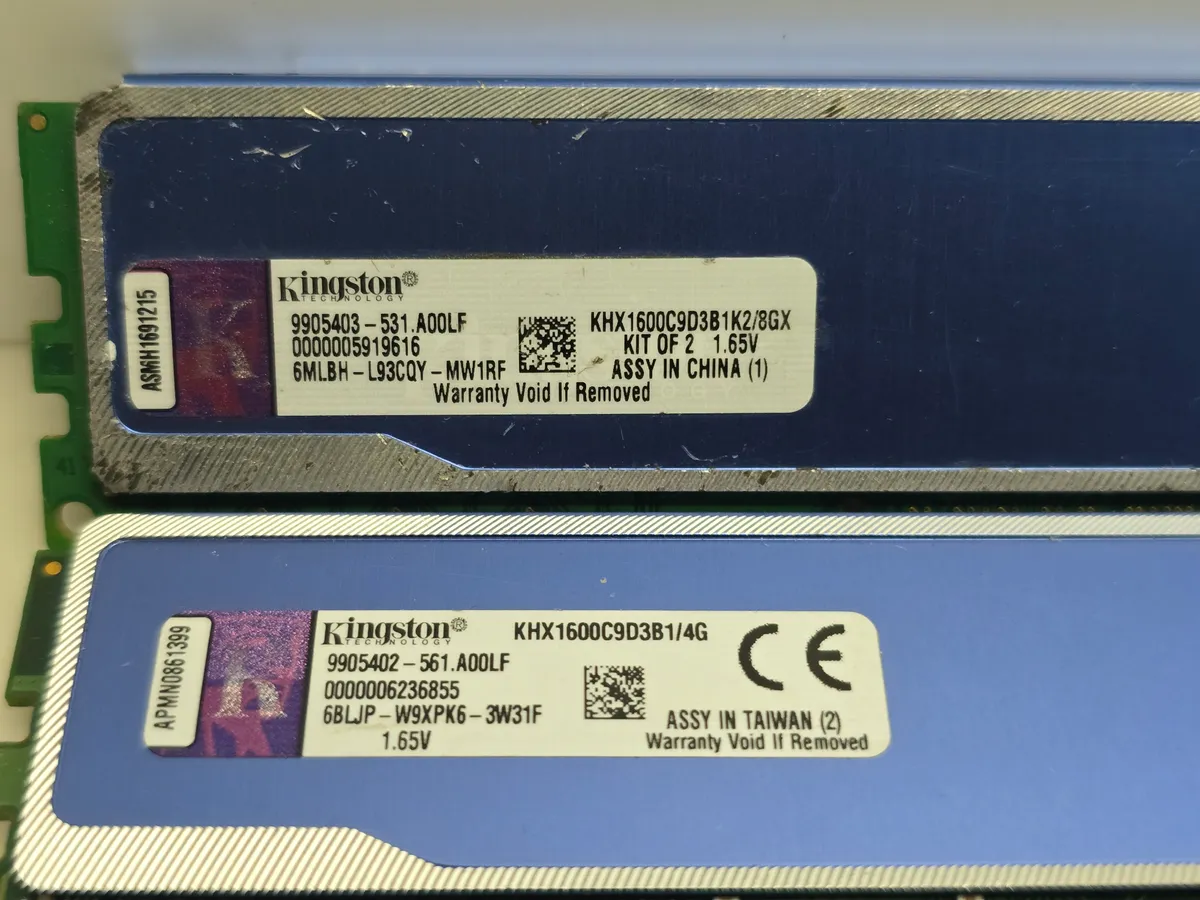 ASMH1691215
Kingston®
TECHNOLOGY
9905403-531.A00LF
0000005919616
6MLBH-L93CQY-MW1RF
KHX1600C9D3B1K2/8GX
KIT OF 2 1.65V
ASSY IN CHINA (1)
Warranty Void If Removed
41
APMN0861399
Kingston®
TECHNOLOGY
KHX1600C9D3B1/4G
9905402-561.A00LF
0000006236855
6BLJP-W9XPK6-3W31F
1.65V
CE
ASSY IN TAIWAN (2)
Warranty Void If Removed